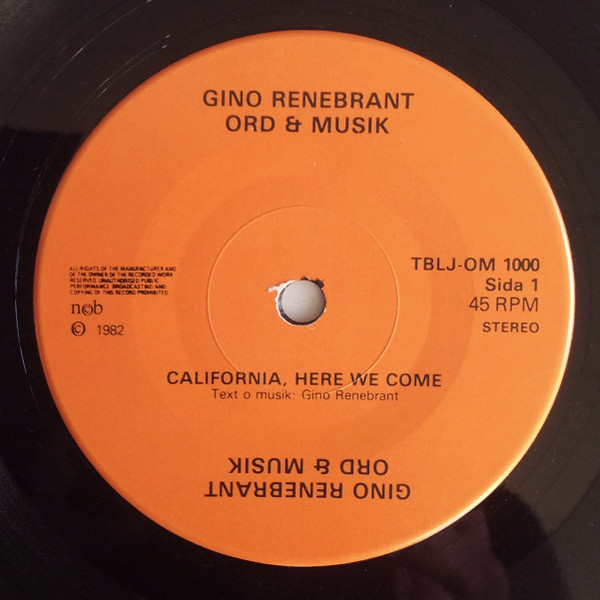 GINO RENEBRANT
ORD & MUSIK
ALL RIGHTS OF THE MANUFACTURER AND
OF THE OWNER OF THE RECORDED WORK
RESERVED UNAUTHORISED PUBLIC
PERFORMANCE BROADCASTING AND
COPYING OF THIS RECORD PROHIBITED
ncb
© 1982
TBLJ-OM 1000
Sida 1
45 RPM
STEREO
CALIFORNIA, HERE WE COME
Text o musik: Gino Renebrant
GINO RENEBRANT
ORD & MUSIK